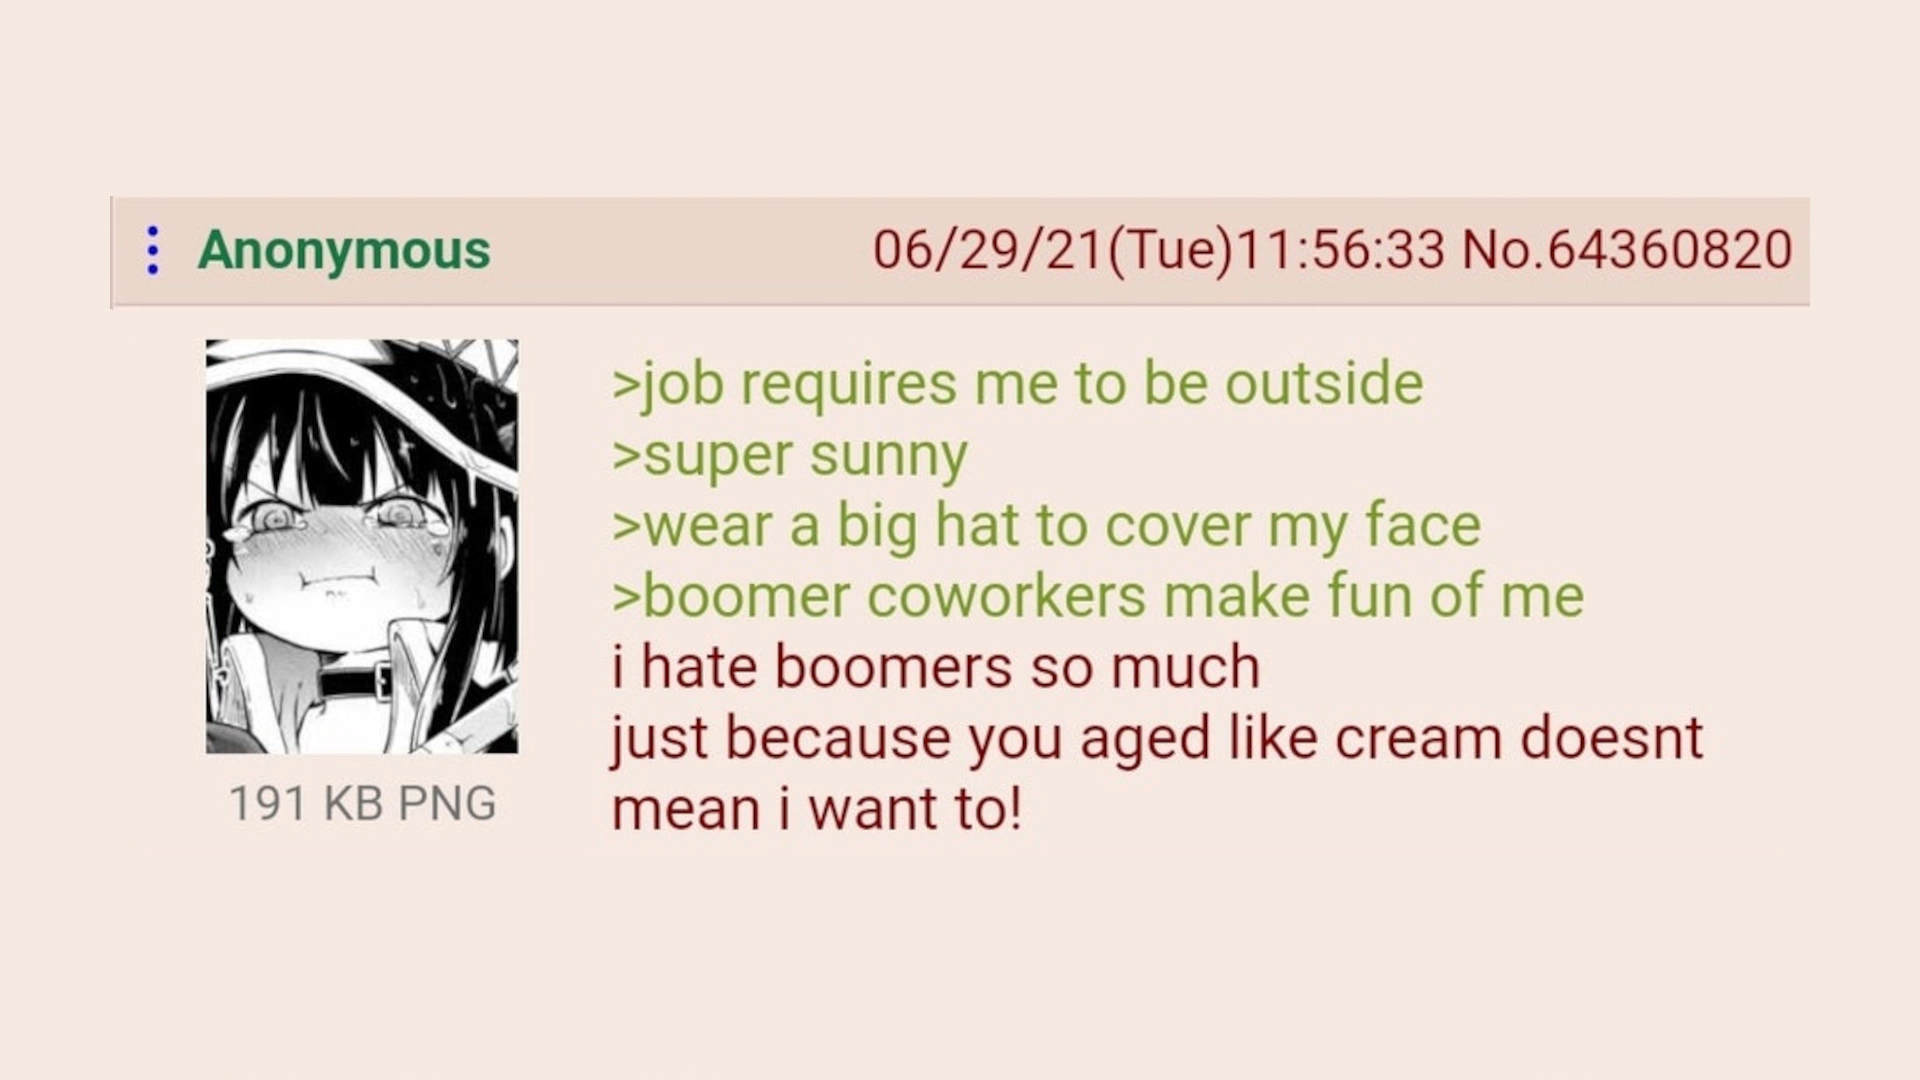 Anonymous 06/29/21(Tue)11:56:33 No.64360820
>job requires me to be outside
>super sunny
>wear a big hat to cover my face
>boomer coworkers make fun of me
i hate boomers so much
just because you aged like cream doesnt
mean i want to!
191 KB PNG